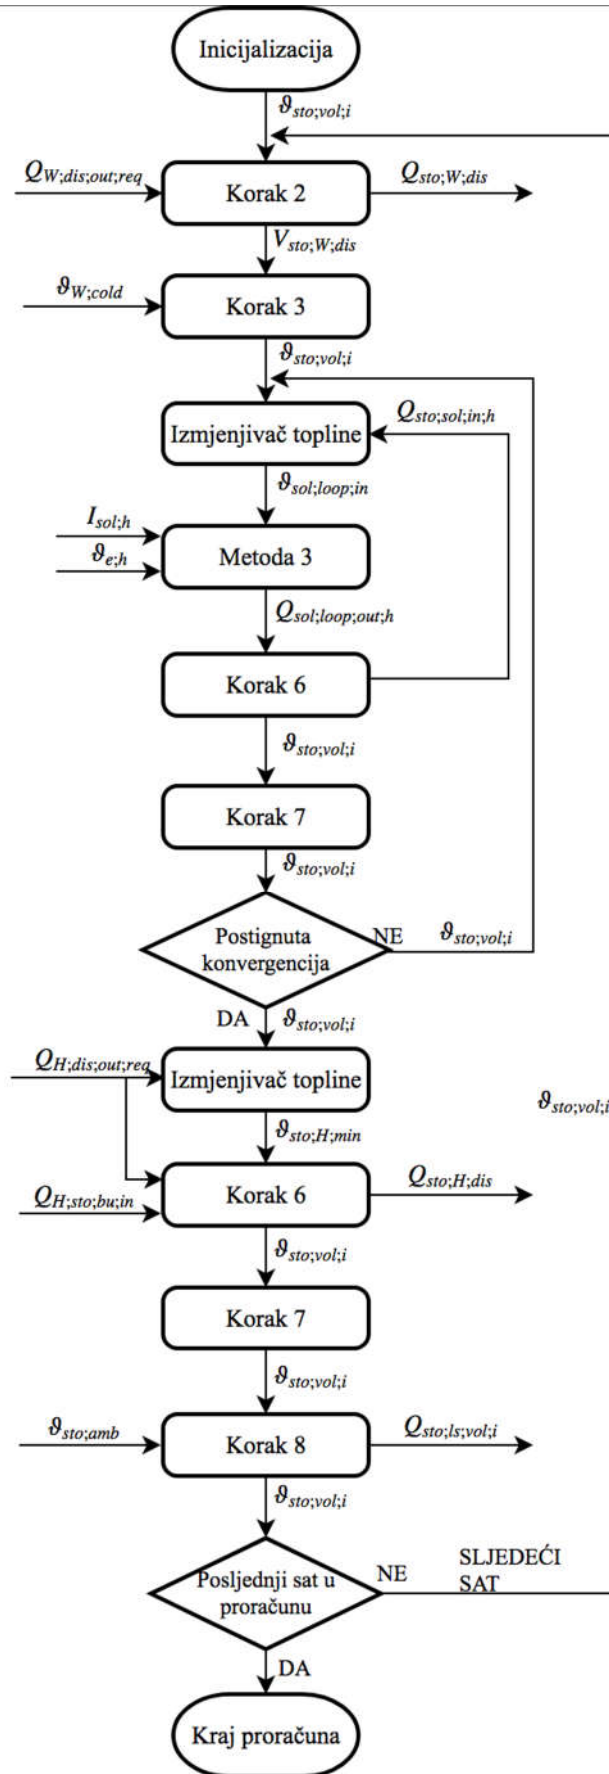 Inicijalizacija
ϑsto;vol;i
QW;dis;out;req
Korak 2
Qsto;W;dis
Vsto;W;dis
ϑW;cold
Korak 3
ϑsto;vol;i
Izmjenjivač topline
Qsto;sol;in;h
ϑsol;loop;in
Isol;h
ϑe;h
Metoda 3
Qsol;loop;out;h
Korak 6
ϑsto;vol;i
Korak 7
ϑsto;vol;i
Postignuta
konvergencija
NE
ϑsto;vol;i
DA
ϑsto;vol;i
QH;dis;out;req
Izmjenjivač topline
ϑsto;vol;i
ϑsto;H;min
QH;sto;bu;in
Korak 6
Qsto;H;dis
ϑsto;vol;i
Korak 7
ϑsto;vol;i
ϑsto;amb
Korak 8
Qsto;ls;vol;i
ϑsto;vol;i
Posljednji sat u
proračunu
NE
SLJEDEĆI
SAT
DA
Kraj proračuna